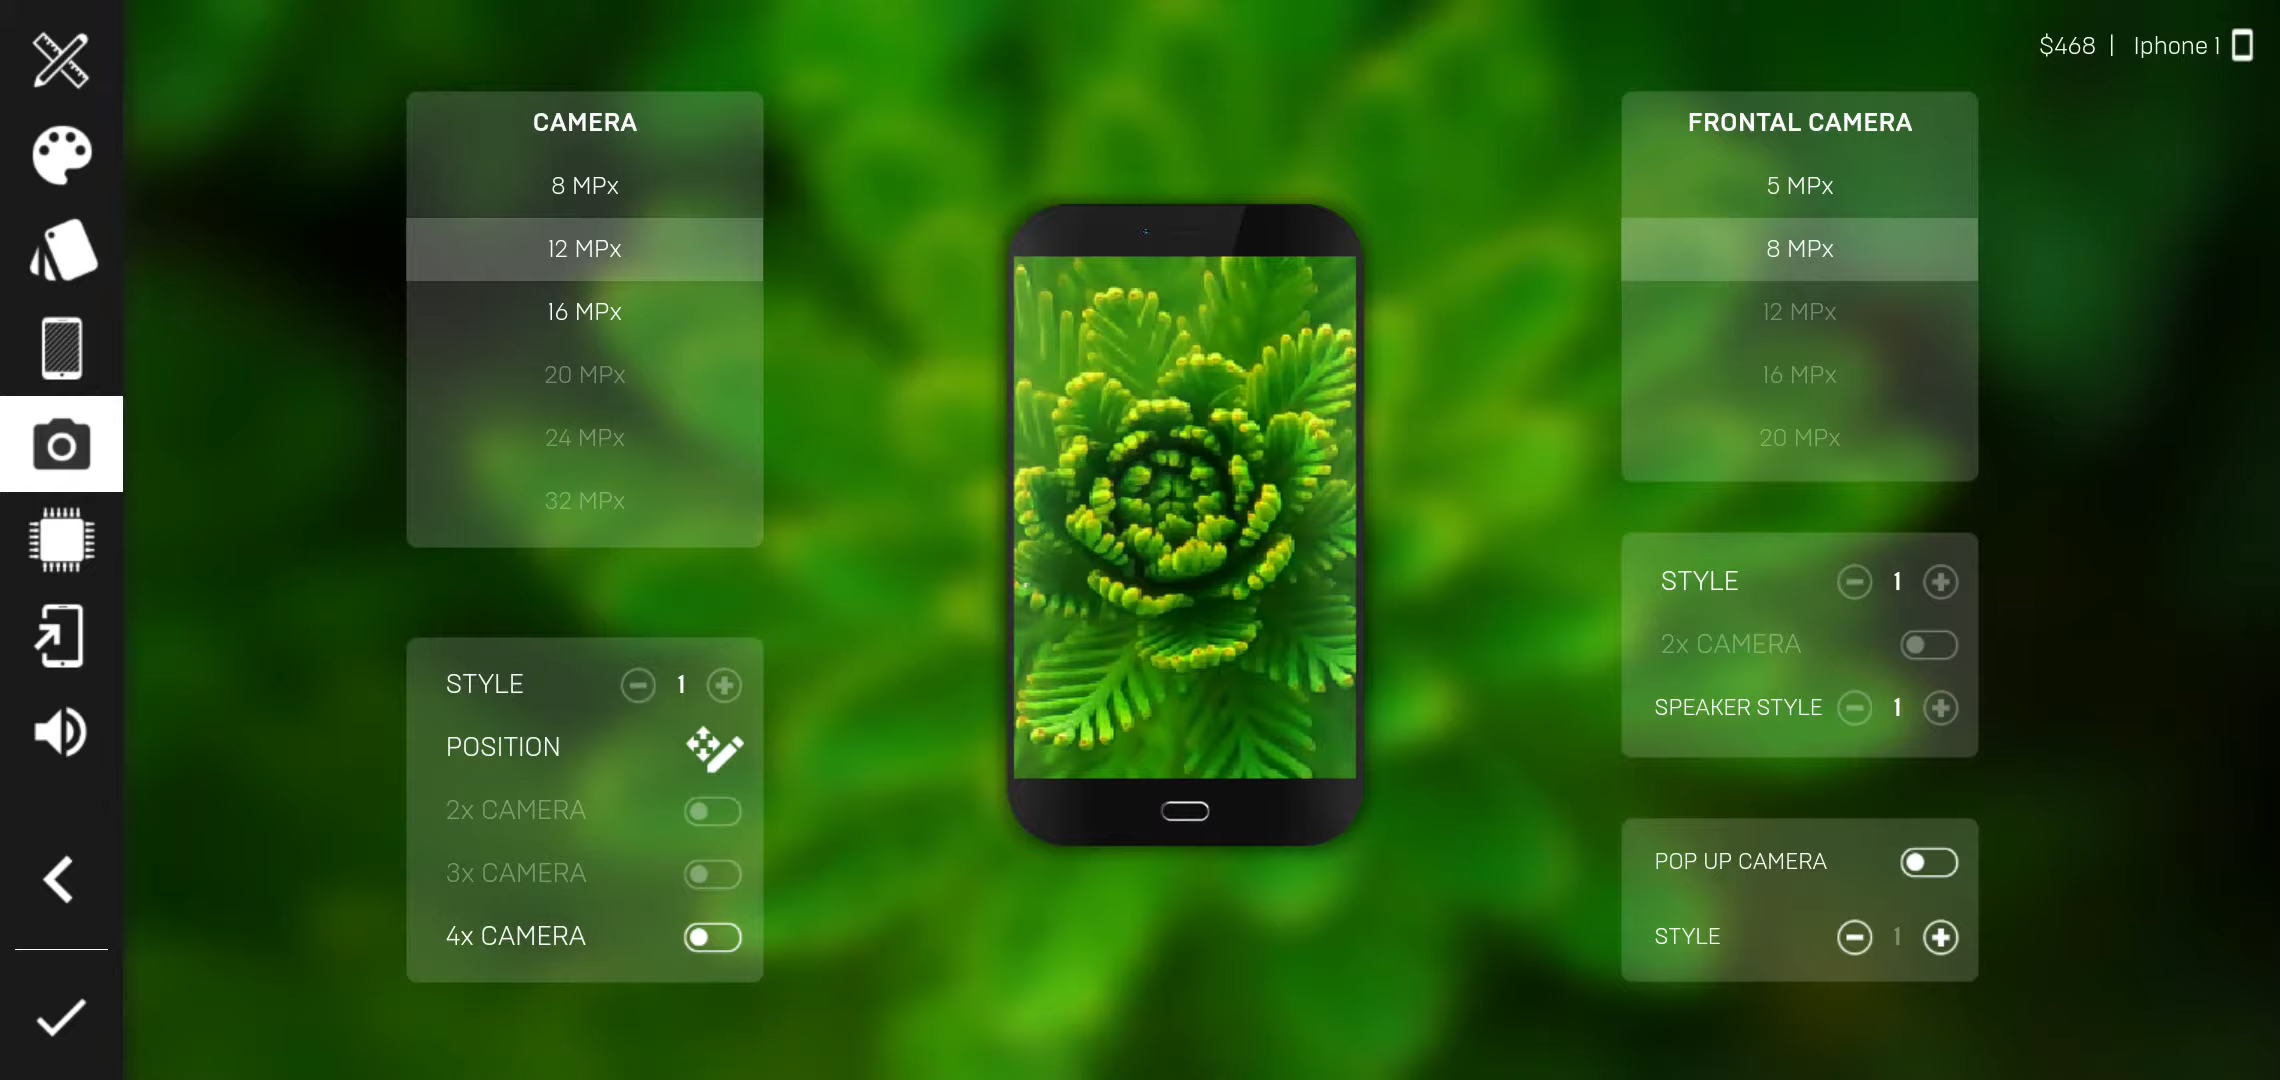 $468 | Iphone 1
CAMERA
8 MPx
12 MPx
16 MPx
20 MPx
24 MPx
32 MPx
STYLE 1
POSITION
2x CAMERA
3x CAMERA
4x CAMERA
FRONTAL CAMERA
5 MPx
8 MPx
12 MPx
16 MPx
20 MPx
STYLE 1
2x CAMERA
SPEAKER STYLE 1
POP UP CAMERA
STYLE 1